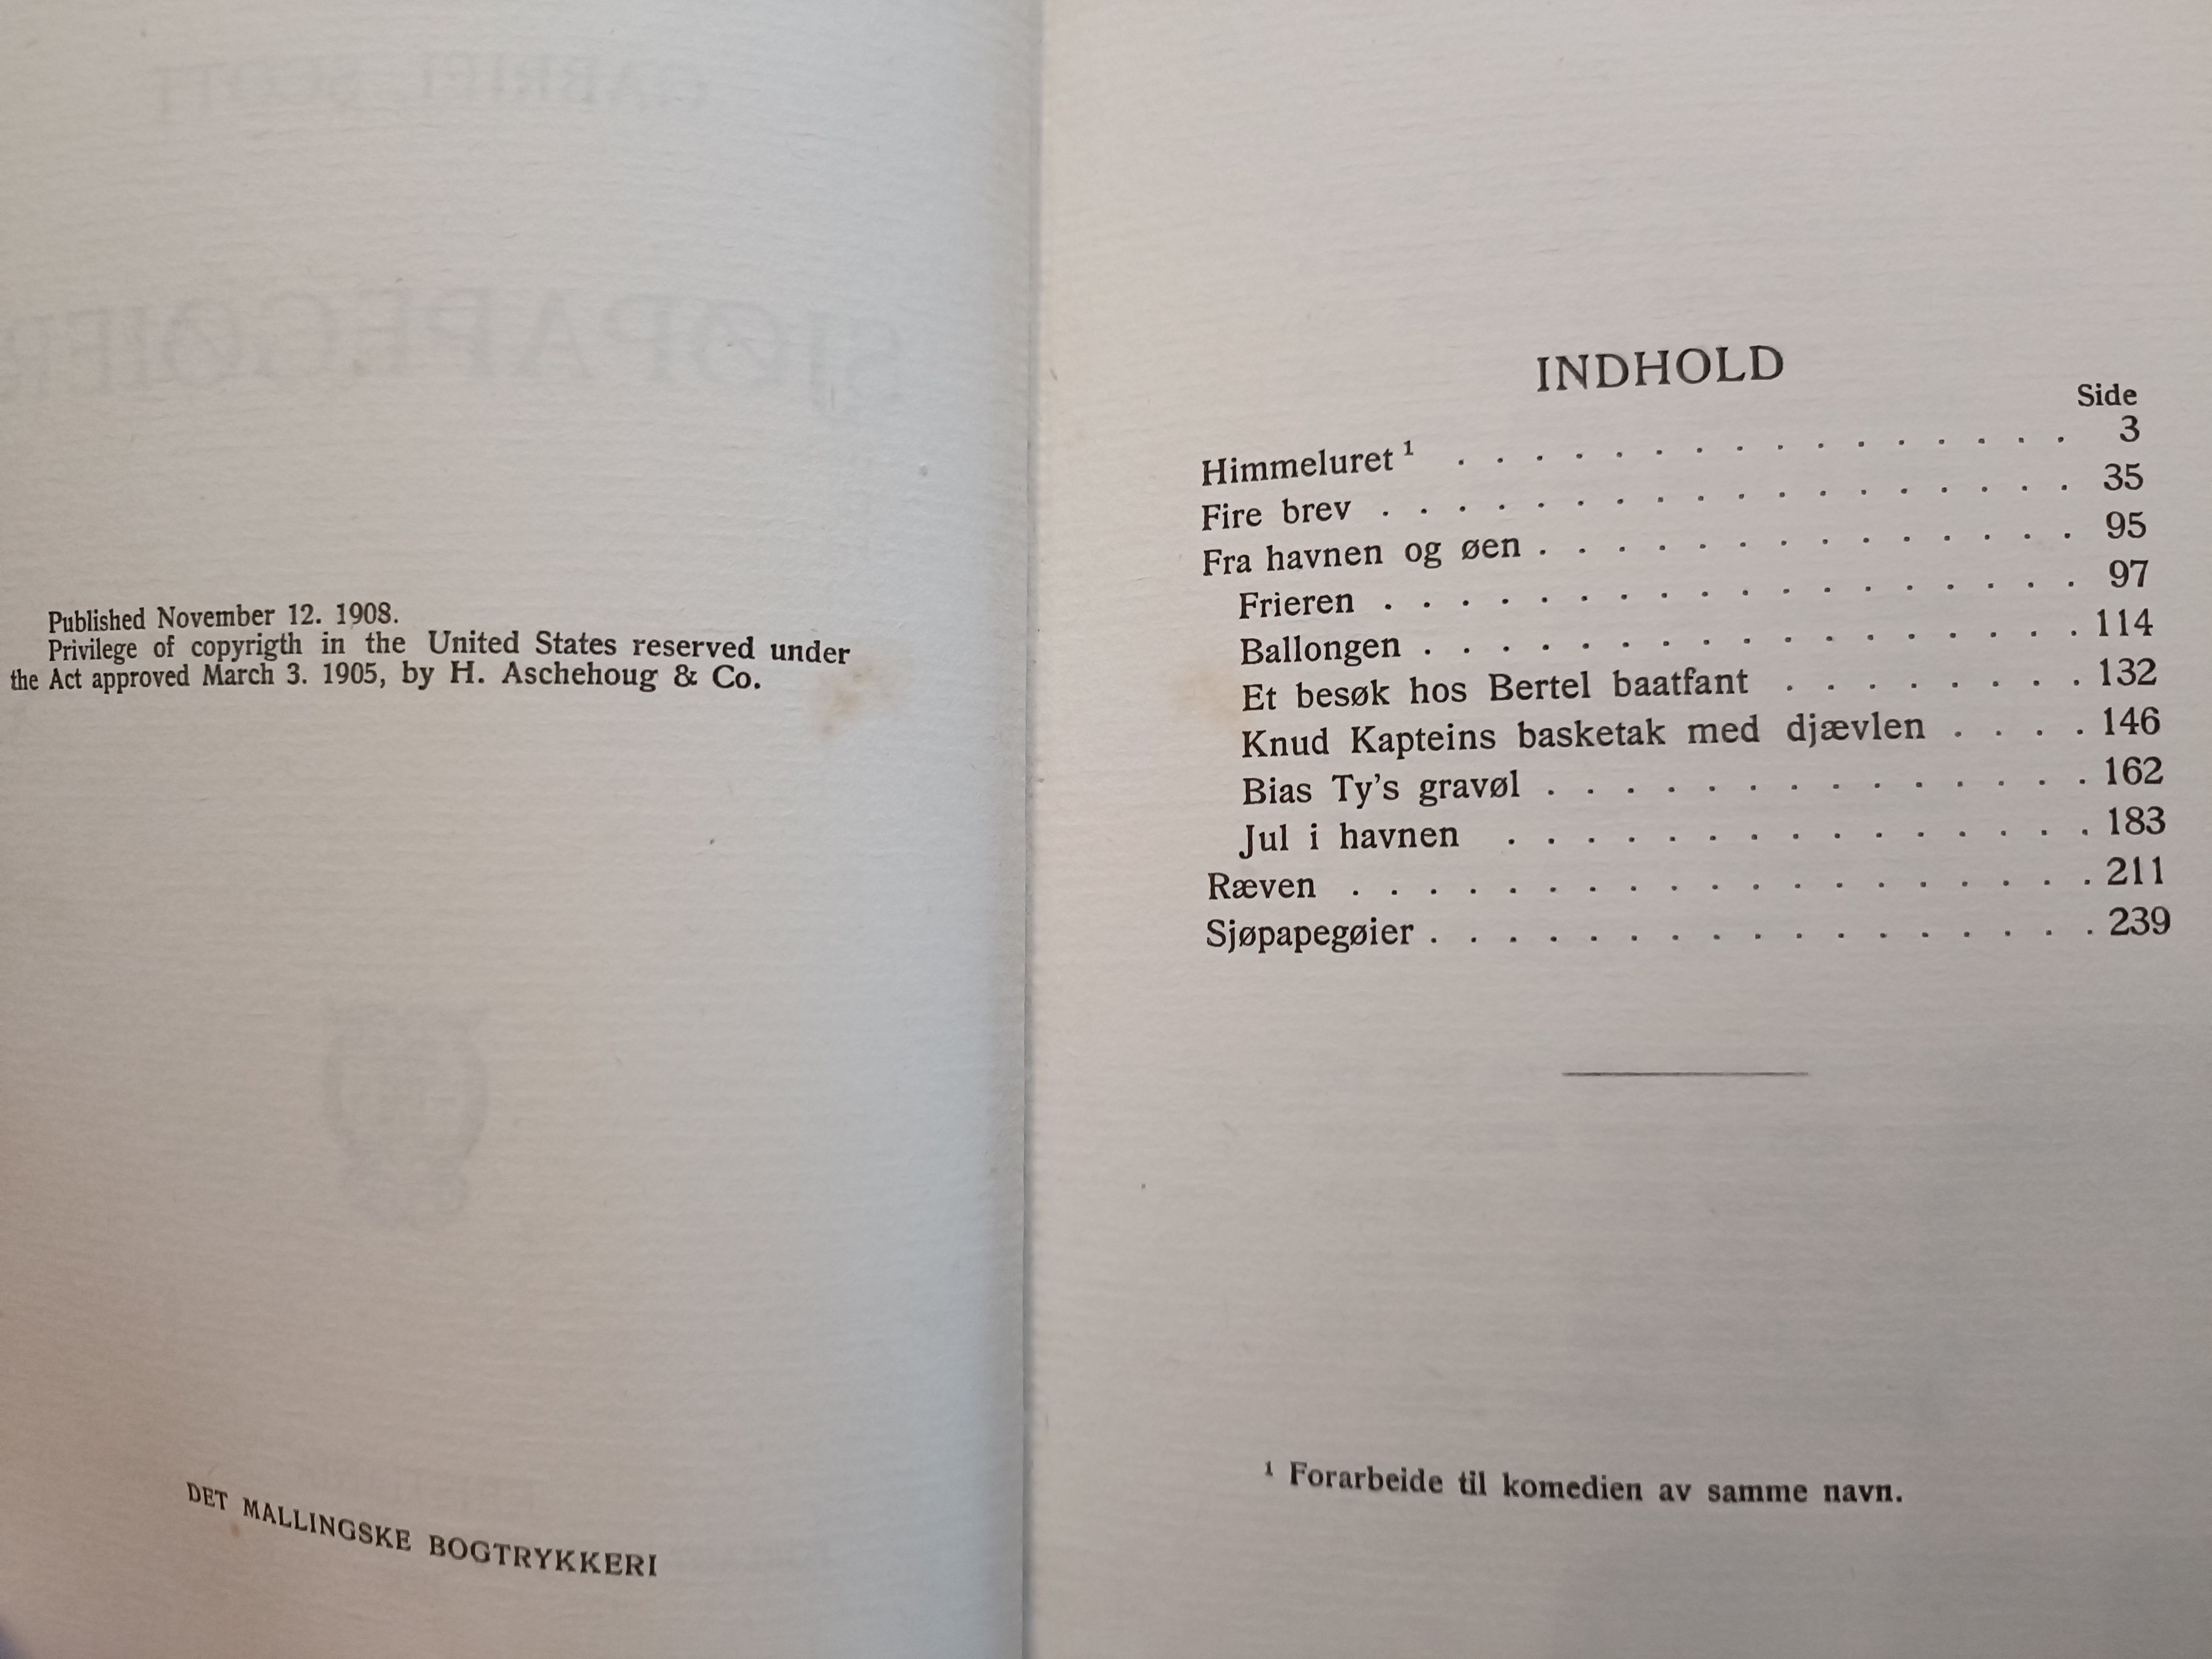 GABRIEL SCOTT
SJØPAPEGØIER
Published November 12. 1908.
Privilege of copyrigth in the United States reserved under
the Act approved March 3. 1905, by H. Aschehoug & Co.
DET MALLINGSKE BOGTRYKKERI
INDHOLD
Side
Himmeluret ¹ . . . . . . . . . . . . . . . . 3
Fire brev . . . . . . . . . . . . . . . . . . 35
Fra havnen og øen . . . . . . . . . . . . . . 95
Frieren . . . . . . . . . . . . . . . . . . 97
Ballongen . . . . . . . . . . . . . . . . . 114
Et besøk hos Bertel baatfant . . . . . . . . 132
Knud Kapteins basketak med djævlen . . . . 146
Bias Ty's gravøl . . . . . . . . . . . . . . 162
Jul i havnen . . . . . . . . . . . . . . . 183
Ræven . . . . . . . . . . . . . . . . . . . 211
Sjøpapegøier . . . . . . . . . . . . . . . . . 239
¹ Forarbeide til komedien av samme navn.